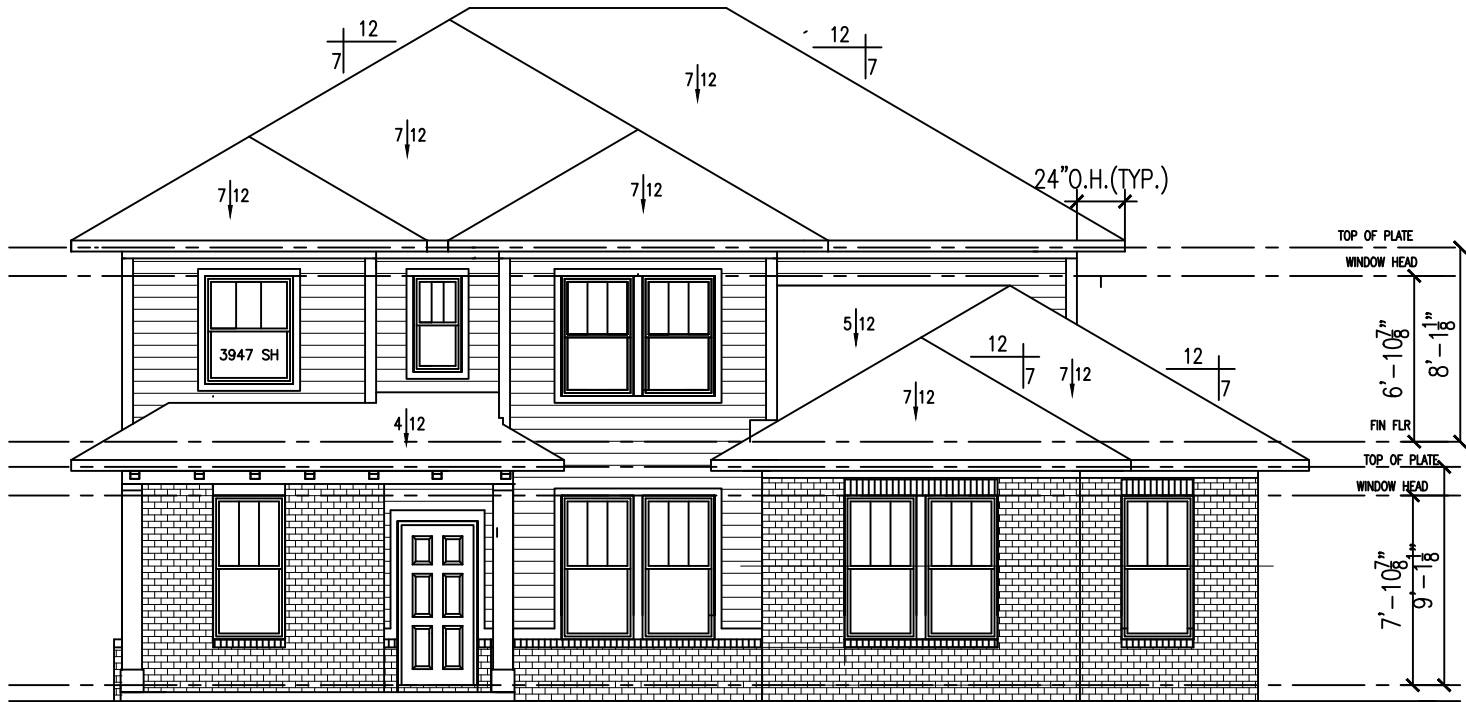 12
7
12
7
7 12
7 12
7 12
7 12
24"O.H.(TYP.)
TOP OF PLATE
WINDOW HEAD
3947 SH
5 12
12
7
12
7
7 12
7 12
4 12
6'-10 7/8"
8'-1 1/8"
FIN FLR
TOP OF PLATE
WINDOW HEAD
7'-10 7/8"
9'-1 1/8"